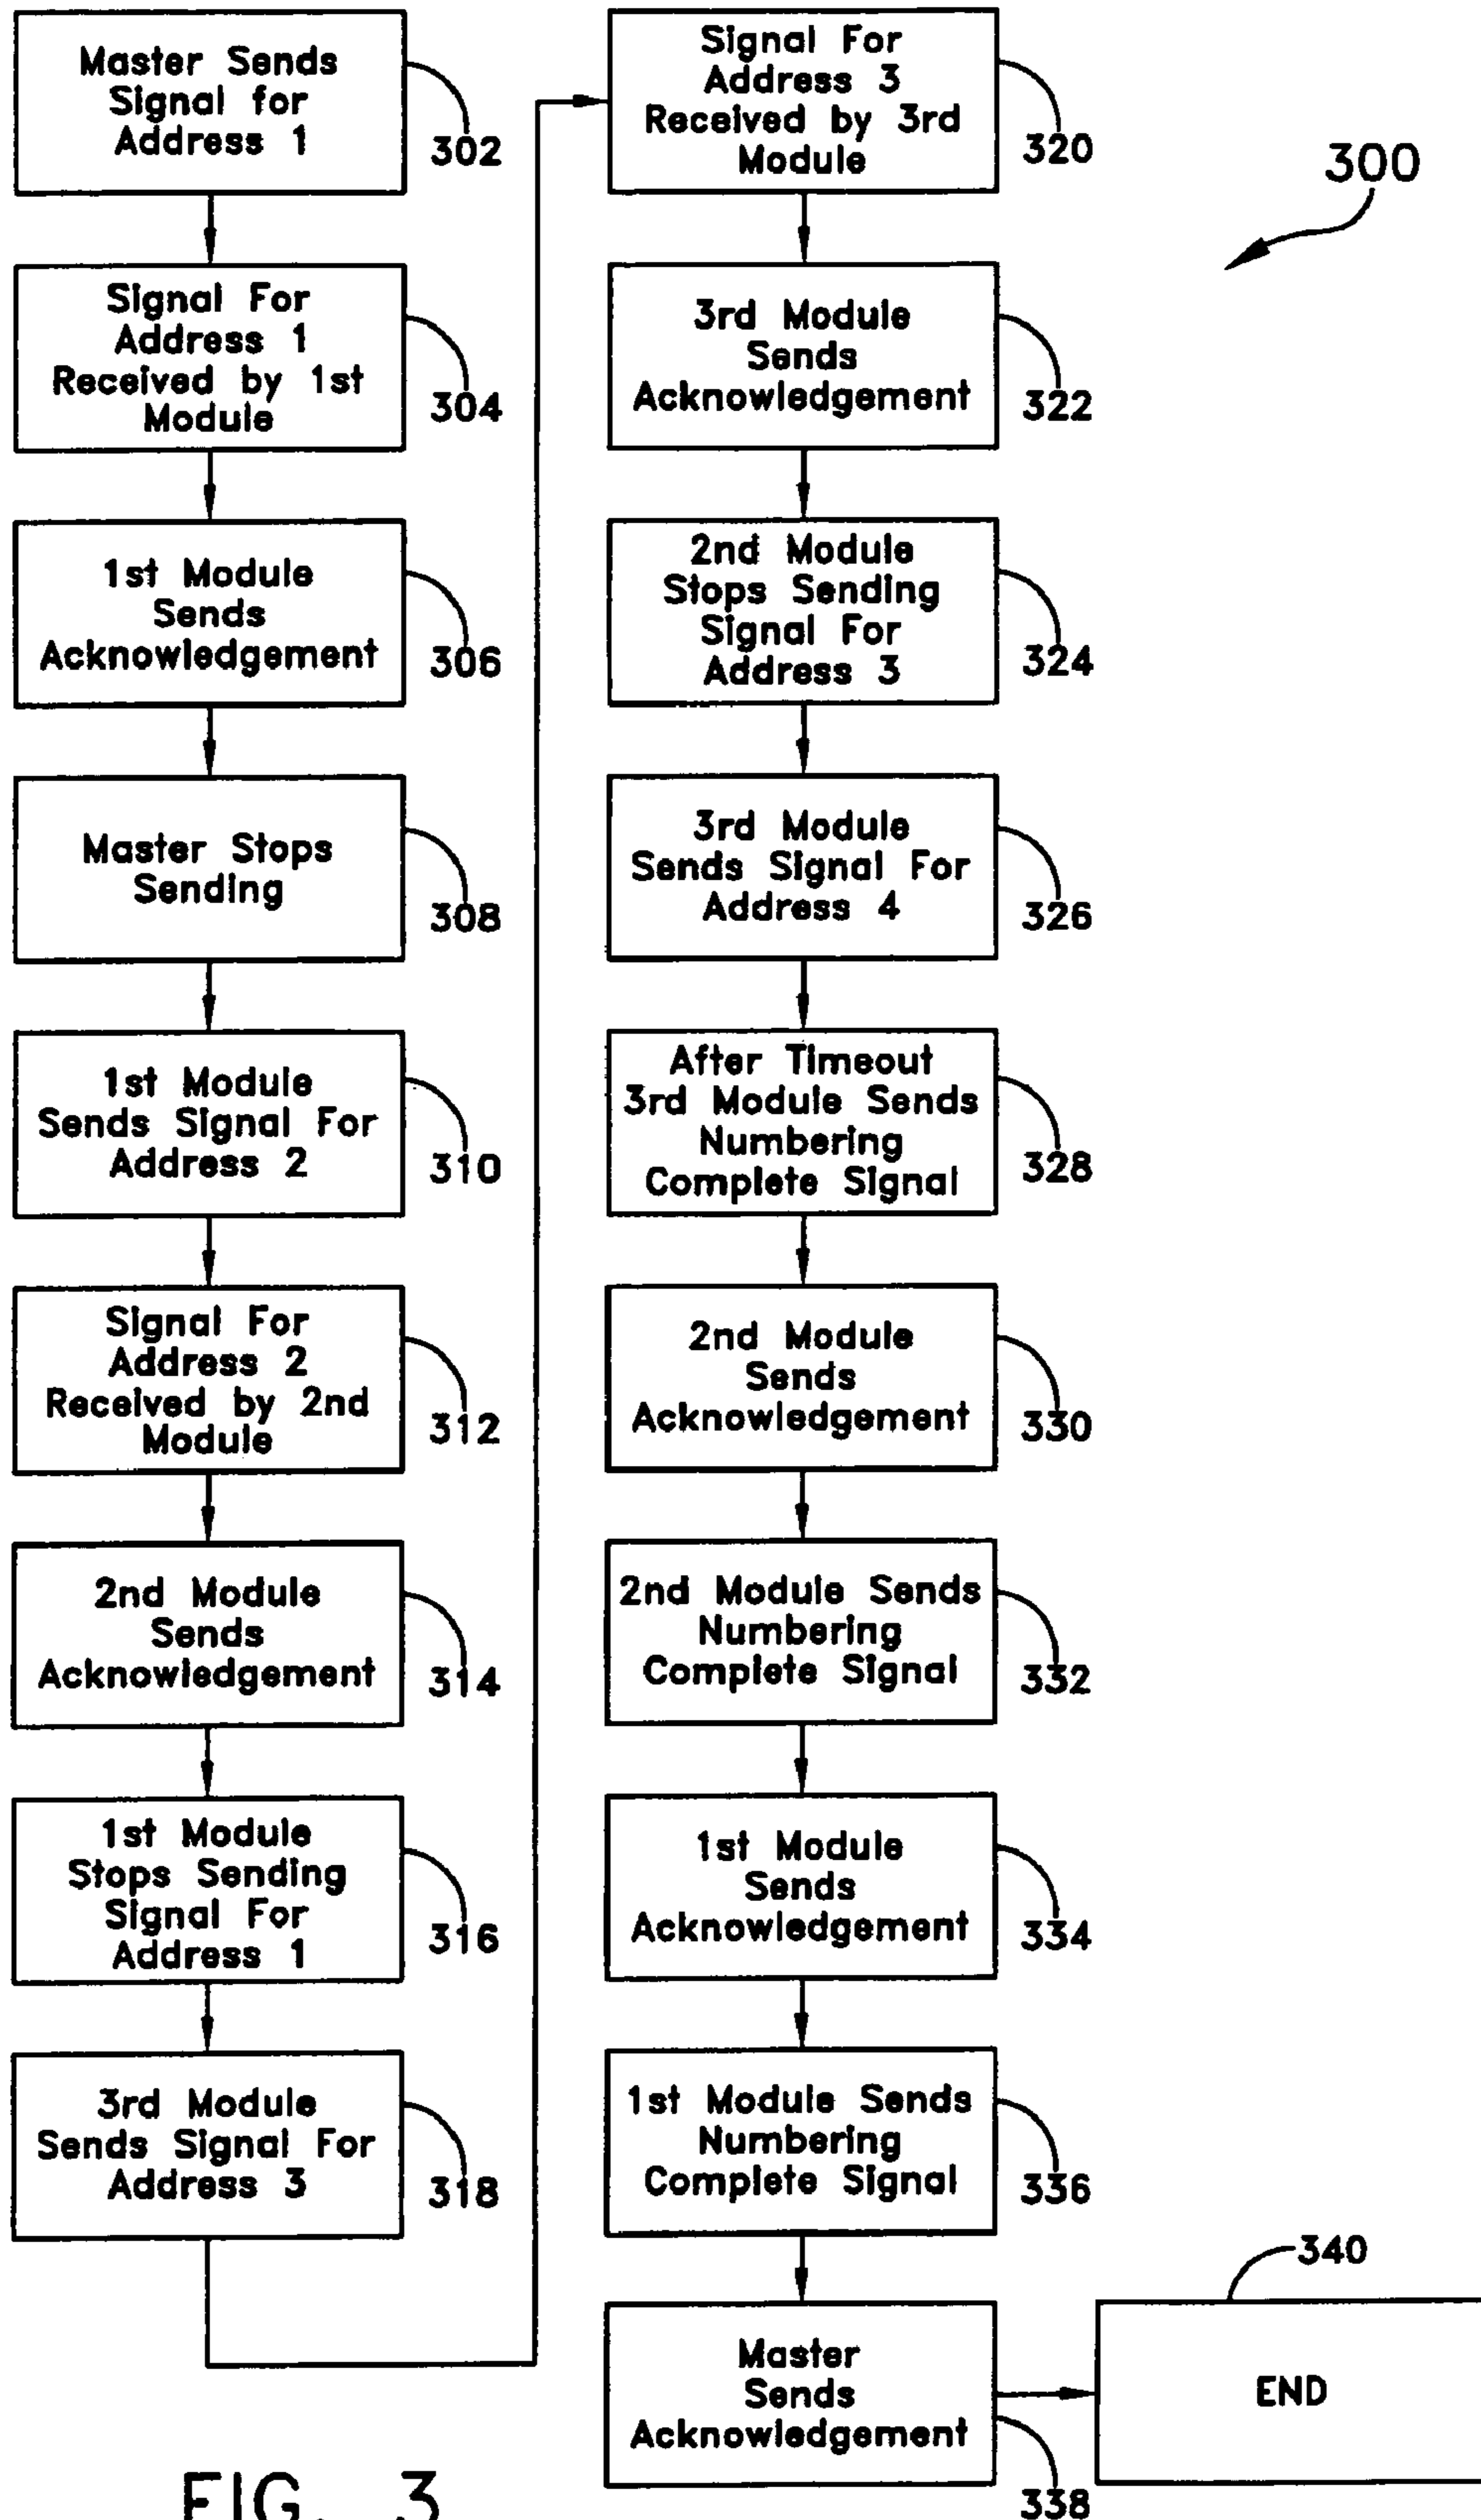 Master Sends
Signal for
Address 1
302
Signal For
Address 1
Received by 1st
Module
304
1st Module
Sends
Acknowledgement
306
Master Stops
Sending
308
1st Module
Sends Signal For
Address 2
310
Signal For
Address 2
Received by 2nd
Module
312
2nd Module
Sends
Acknowledgement
314
1st Module
Stops Sending
Signal For
Address 1
316
3rd Module
Sends Signal For
Address 3
318
Signal For
Address 3
Received by 3rd
Module
320
300
3rd Module
Sends
Acknowledgement
322
2nd Module
Stops Sending
Signal For
Address 3
324
3rd Module
Sends Signal For
Address 4
326
After Timeout
3rd Module Sends
Numbering
Complete Signal
328
2nd Module
Sends
Acknowledgement
330
2nd Module Sends
Numbering
Complete Signal
332
1st Module
Sends
Acknowledgement
334
1st Module Sends
Numbering
Complete Signal
336
Master
Sends
Acknowledgement
338
340
END
FIG. 3